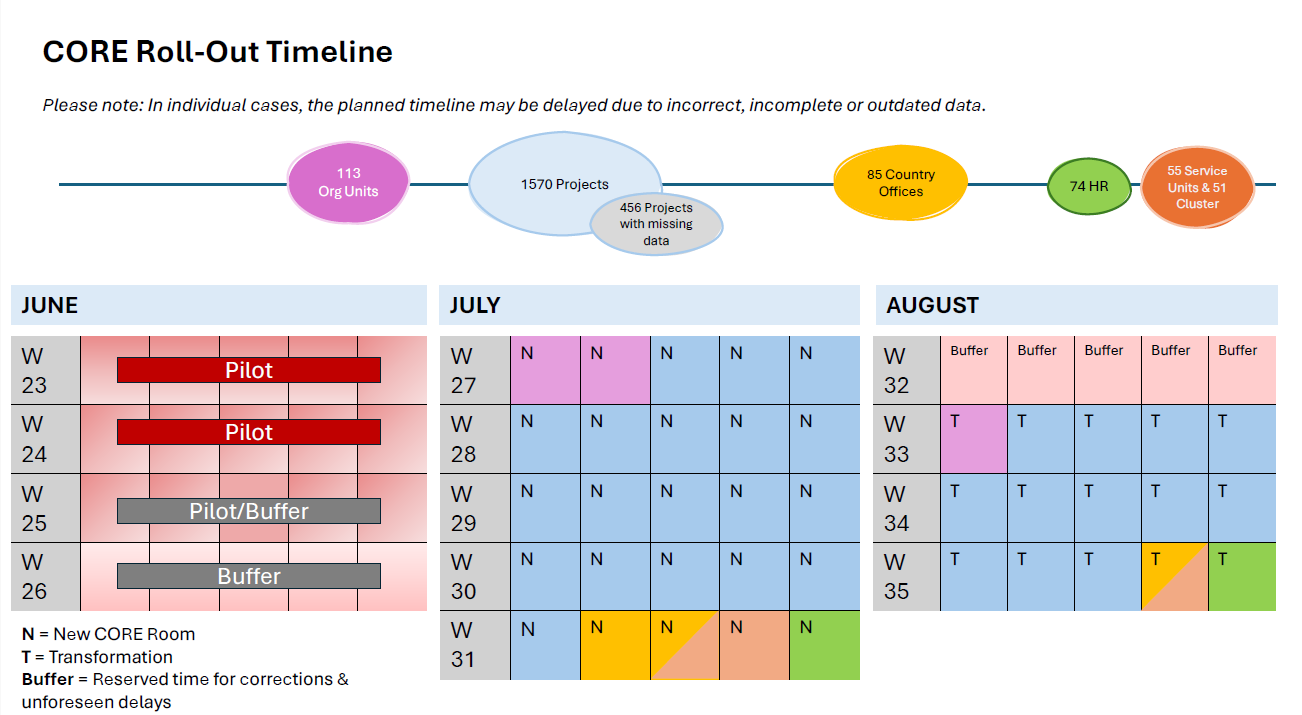 CORE Roll-Out Timeline
Please note: In individual cases, the planned timeline may be delayed due to incorrect, incomplete or outdated data.
113
Org Units
1570 Projects
456 Projects
with missing
data
85 Country
Offices
74 HR
55 Service
Units & 51
Cluster
JUNE
W
23
Pilot
W
24
Pilot
W
25
Pilot/Buffer
W
26
Buffer
N = New CORE Room
T = Transformation
Buffer = Reserved time for corrections &
unforeseen delays
JULY
W
27
N N N N N
W
28
N N N N N
W
29
N N N N N
W
30
N N N N N
W
31
N N N N N
AUGUST
W
32
Buffer Buffer Buffer Buffer Buffer
W
33
T T T T T
W
34
T T T T T
W
35
T T T T T